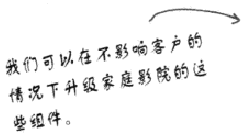 我们可以在不影响客户的
情况下升级家庭影院的这
些组件。